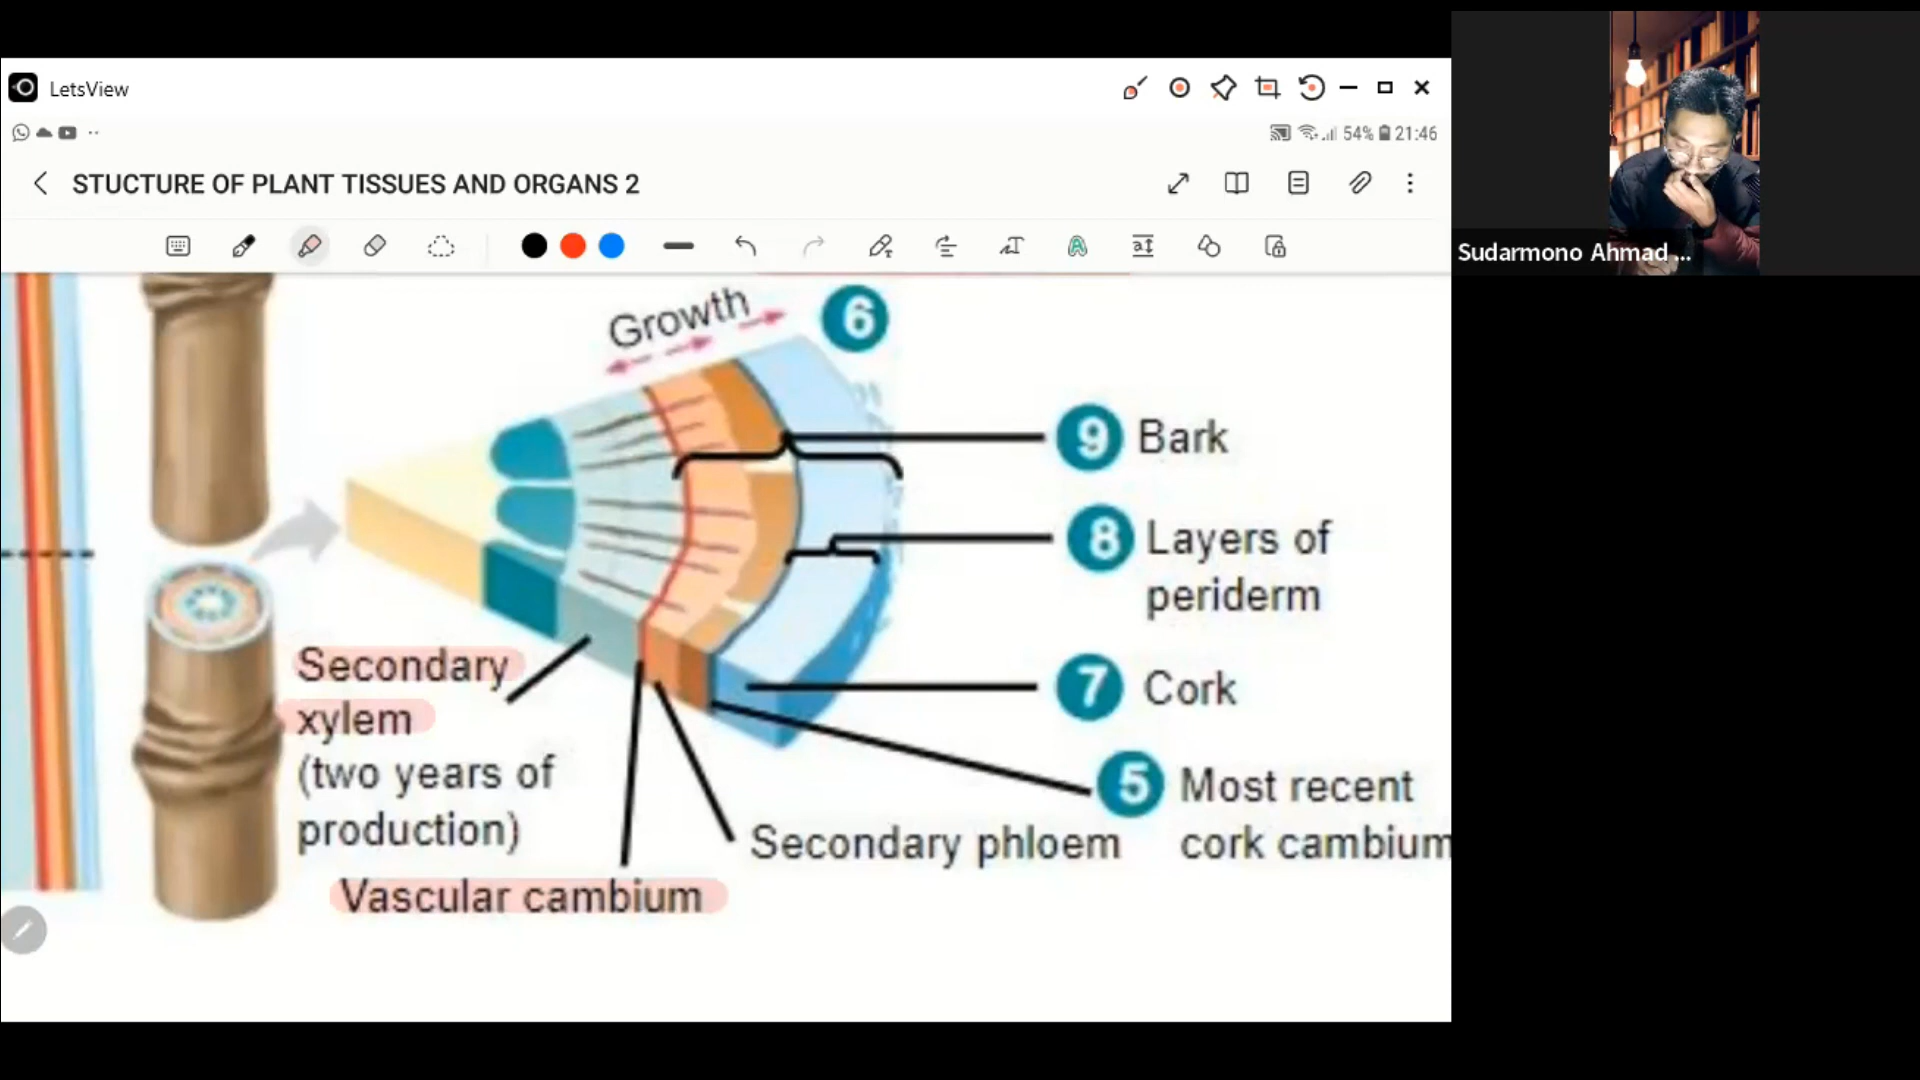 LetsView
54% 21:46
STUCTURE OF PLANT TISSUES AND ORGANS 2
Growth
6
9 Bark
8 Layers of
periderm
7 Cork
5 Most recent
cork cambium
Secondary
xylem
(two years of
production)
Secondary phloem
Vascular cambium
Sudarmono Ahmad ...